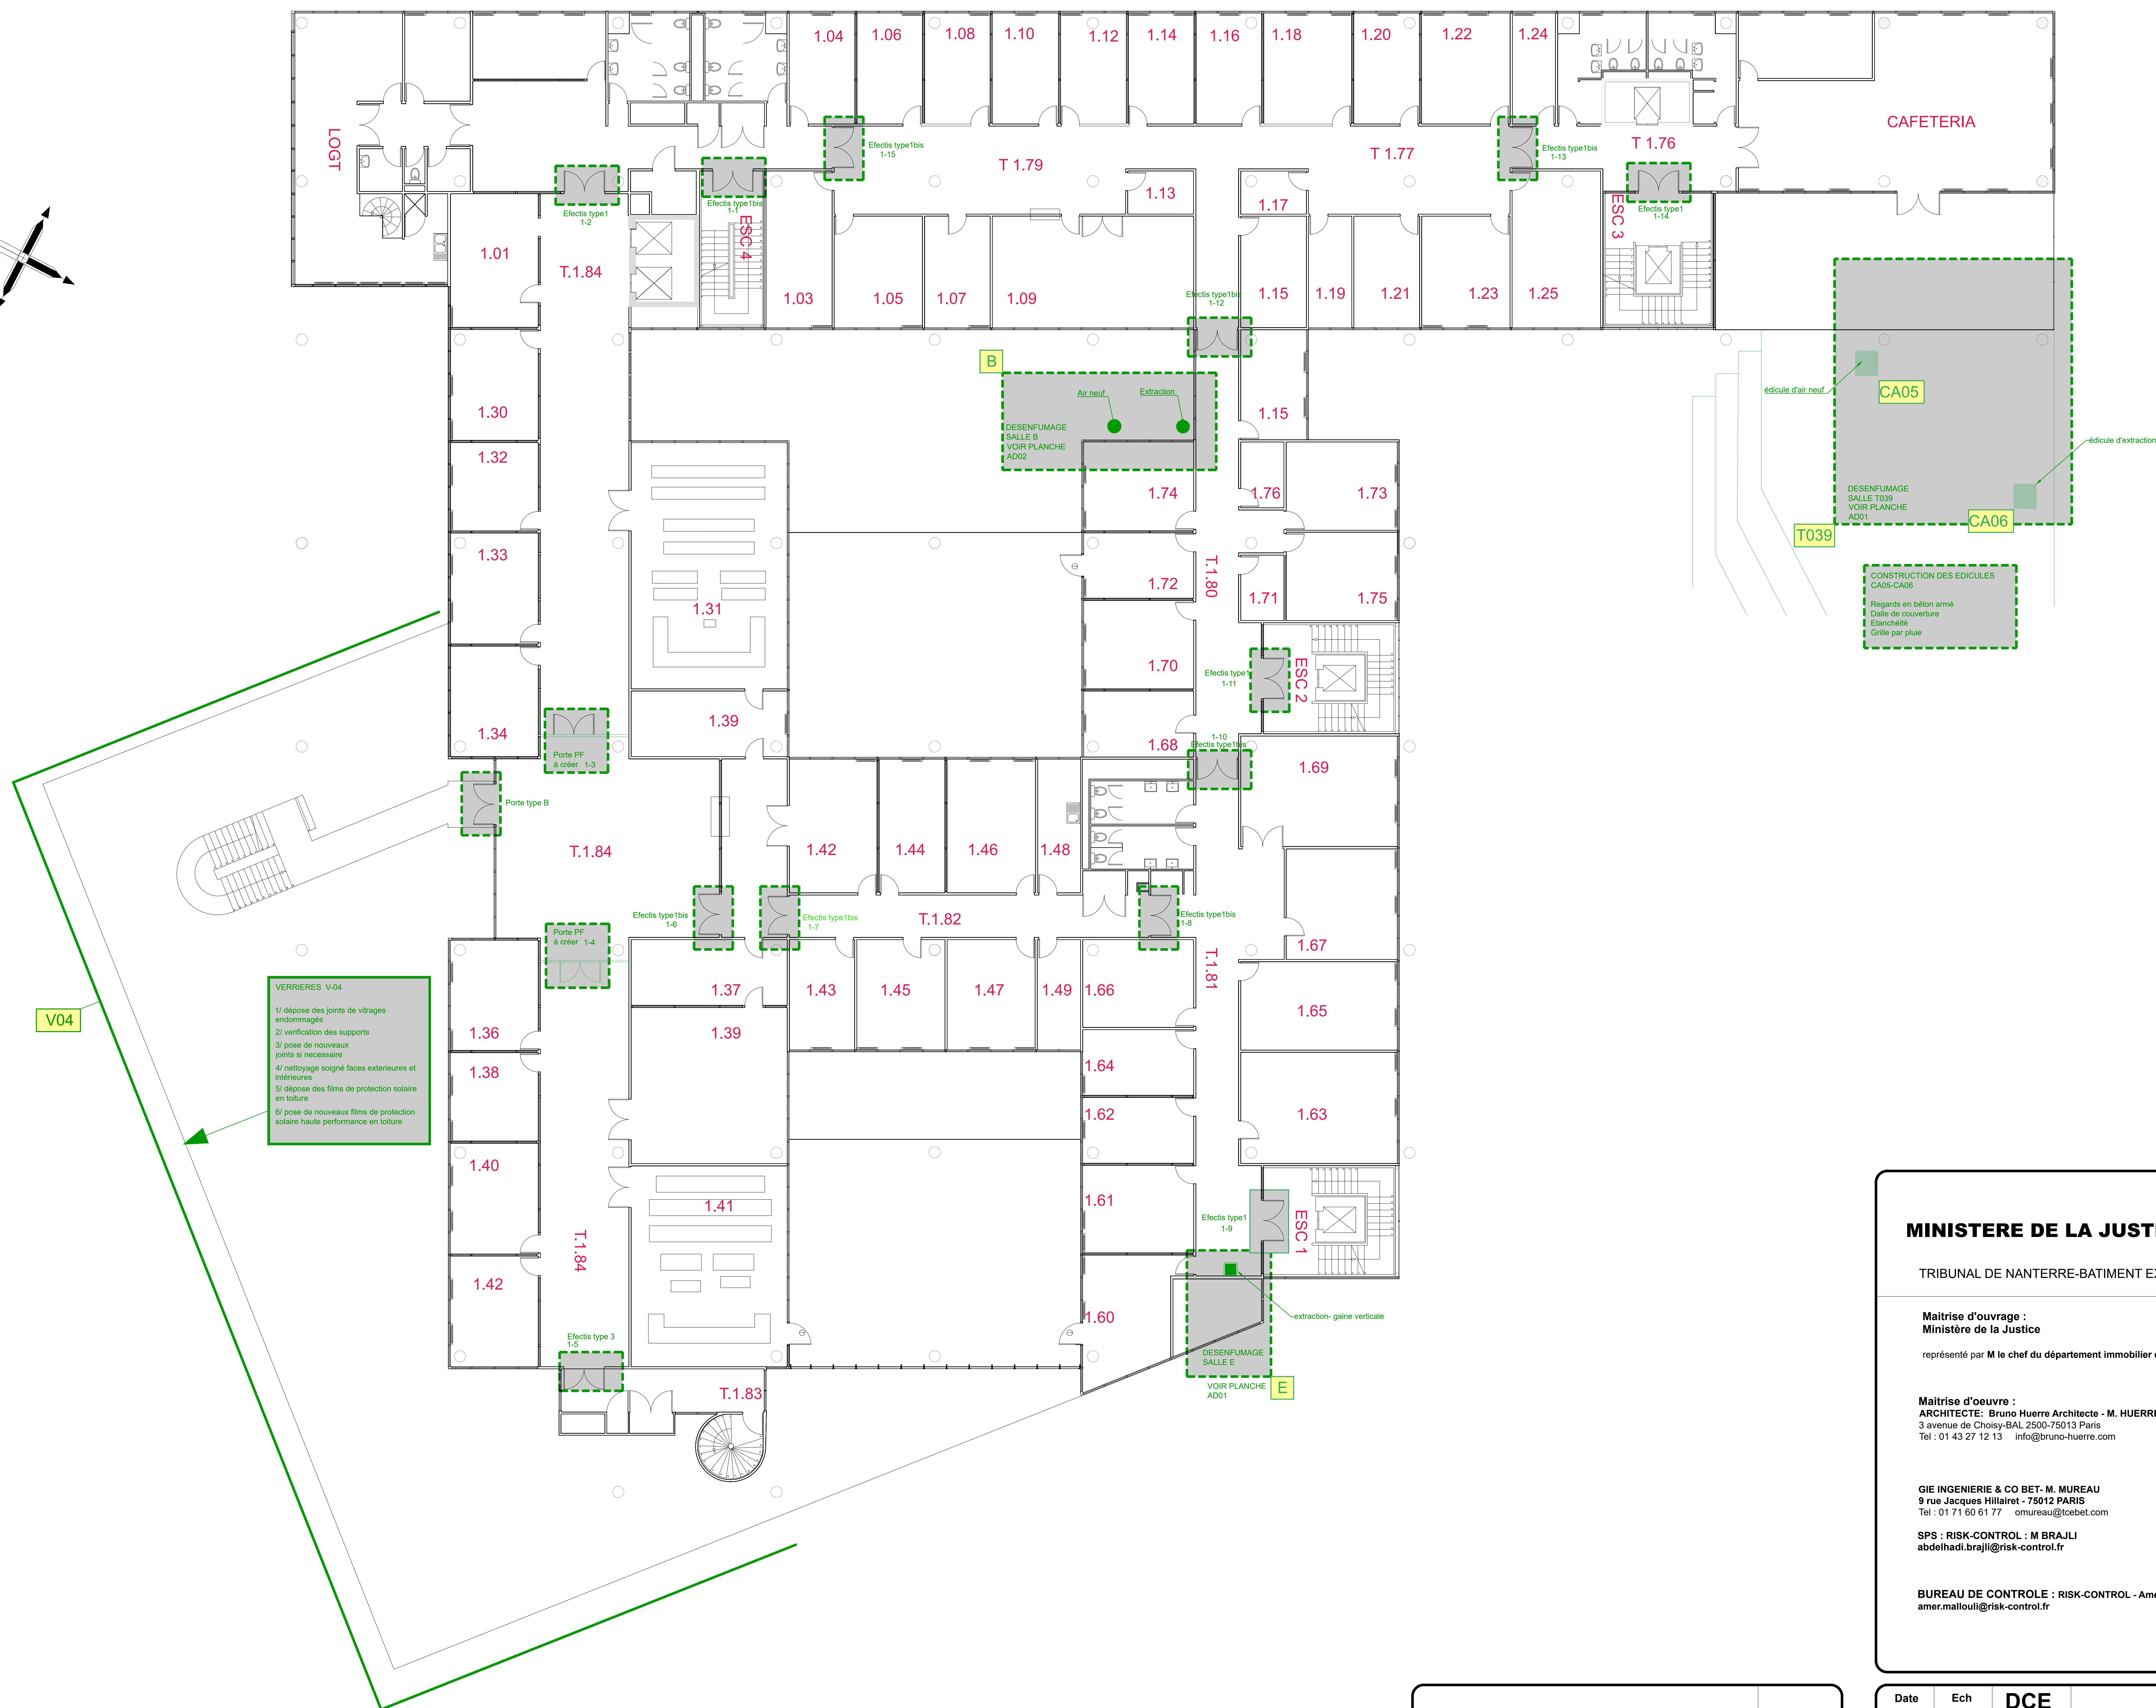 LOGT
1.04
1.06
1.08
1.10
1.12
1.14
1.16
1.18
1.20
1.22
1.24
CAFETERIA
Efectis type1bis
1-15
Efectis type1bis
1-13
T 1.79
T 1.77
T 1.76
1.13
1.17
Efectis type1
1-2
Efectis type1bis
1-1
Efectis type1
1-14
ESC 4
ESC 3
1.01
T.1.84
1.03
1.05
1.07
1.09
Efectis type1bis
1-12
1.15
1.19
1.21
1.23
1.25
B
Air neuf
Extraction
DESENFUMAGE
SALLE B
VOIR PLANCHE
AD02
1.15
édicule d'air neuf
CA05
édicule d'extraction
DESENFUMAGE
SALLE T039
VOIR PLANCHE
AD01
CA06
T039
CONSTRUCTION DES EDICULES
CA05-CA06
Regards en béton armé
Dalle de couverture
Etanchéité
Grille par pluie
1.30
1.32
1.33
1.34
1.31
1.39
1.74
1.76
1.73
1.72
T.1.80
1.71
1.75
1.70
Efectis type1
1-11
ESC 2
1.68
1-10
Efectis type1bis
1.69
Porte PF
à créer 1-3
Porte type B
T.1.84
1.42
1.44
1.46
1.48
Efectis type1bis
1-6
Efectis type1bis
1-7
T.1.82
Efectis type1bis
1-8
Porte PF
à créer 1-4
T.1.81
1.67
1.37
1.43
1.45
1.47
1.49
1.66
1.65
V04
VERRIERES V-04
1/ dépose des joints de vitrages
endommagés
2/ verification des supports
3/ pose de nouveaux
joints si necessaire
4/ nettoyage soigné faces exterieures et
intérieures
5/ dépose des films de protection solaire
en toiture
6/ pose de nouveaux films de protection
solaire haute performance en toiture
1.36
1.39
1.38
1.64
1.62
1.63
1.40
1.41
1.61
Efectis type1
1-9
ESC 1
T.1.84
1.42
1.60
extraction- gaine verticale
Efectis type 3
1-5
DESENFUMAGE
SALLE E
VOIR PLANCHE
AD01
E
T.1.83
MINISTERE DE LA JUSTI
TRIBUNAL DE NANTERRE-BATIMENT EX
Maitrise d'ouvrage :
Ministère de la Justice
représenté par M le chef du département immobilier
Maitrise d'oeuvre :
ARCHITECTE: Bruno Huerre Architecte - M. HUERRE
3 avenue de Choisy-BAL 2500-75013 Paris
Tel : 01 43 27 12 13 info@bruno-huerre.com
GIE INGENIERIE & CO BET- M. MUREAU
9 rue Jacques Hillairet - 75012 PARIS
Tel : 01 71 60 61 77 omureau@tcebet.com
SPS : RISK-CONTROL : M BRAJLI
abdelhadi.brajli@risk-control.fr
BUREAU DE CONTROLE : RISK-CONTROL - Ame
amer.mallouli@risk-control.fr
Date Ech DCE